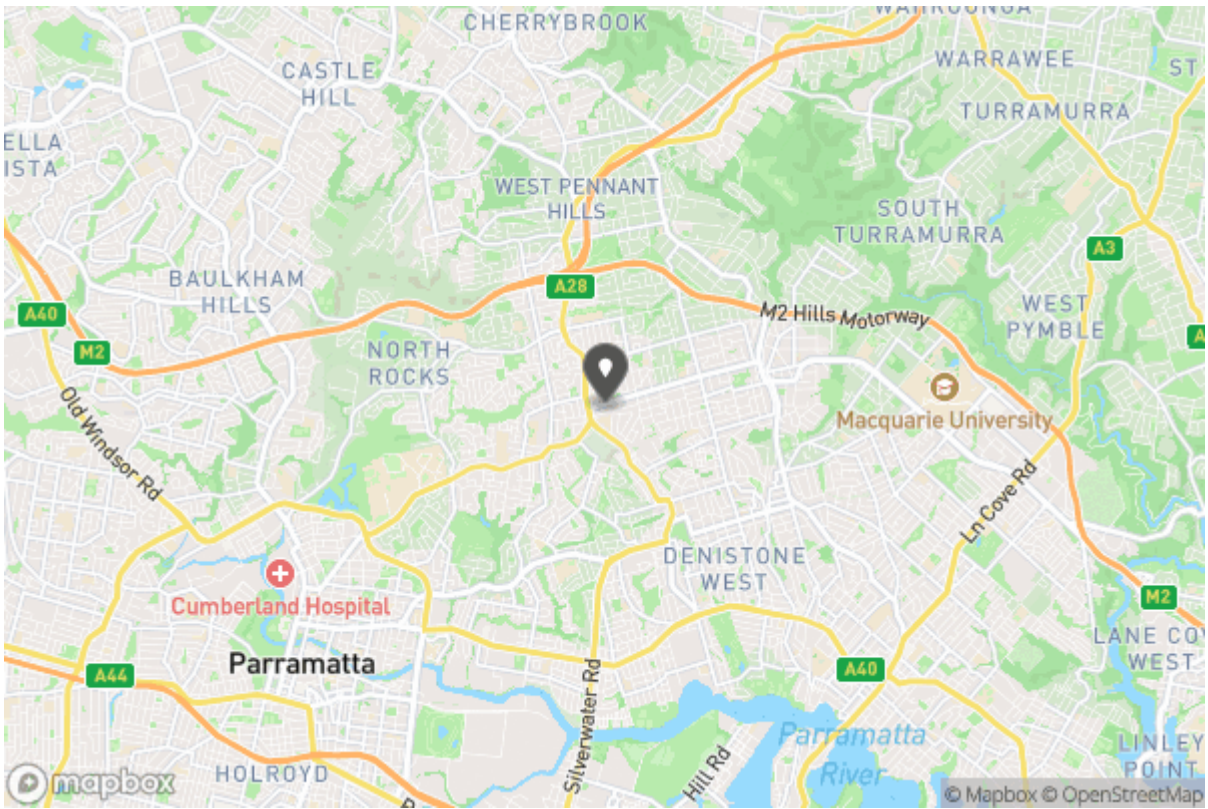 WAHROONGA
CHERRYBROOK
WARRAWEE
CASTLE
HILL
ST
TURRAMURRA
ELLA
ISTA
WEST PENNANT
HILLS
SOUTH
TURRAMURRA
A3
BAULKHAM
HILLS
A28
WEST
PYMBLE
A40
M2 Hills Motorway
A
M2
NORTH
ROCKS
Macquarie University
Old Windsor Rd
Ln Cove Rd
DENISTONE
WEST
Cumberland Hospital
M2
LANE CO
WEST
Parramatta
A44
A40
Silverwater Rd
Parramatta
River
Hill Rd
LINLEY
POINT
HOLROYD
mapbox
© Mapbox © OpenStreetMap